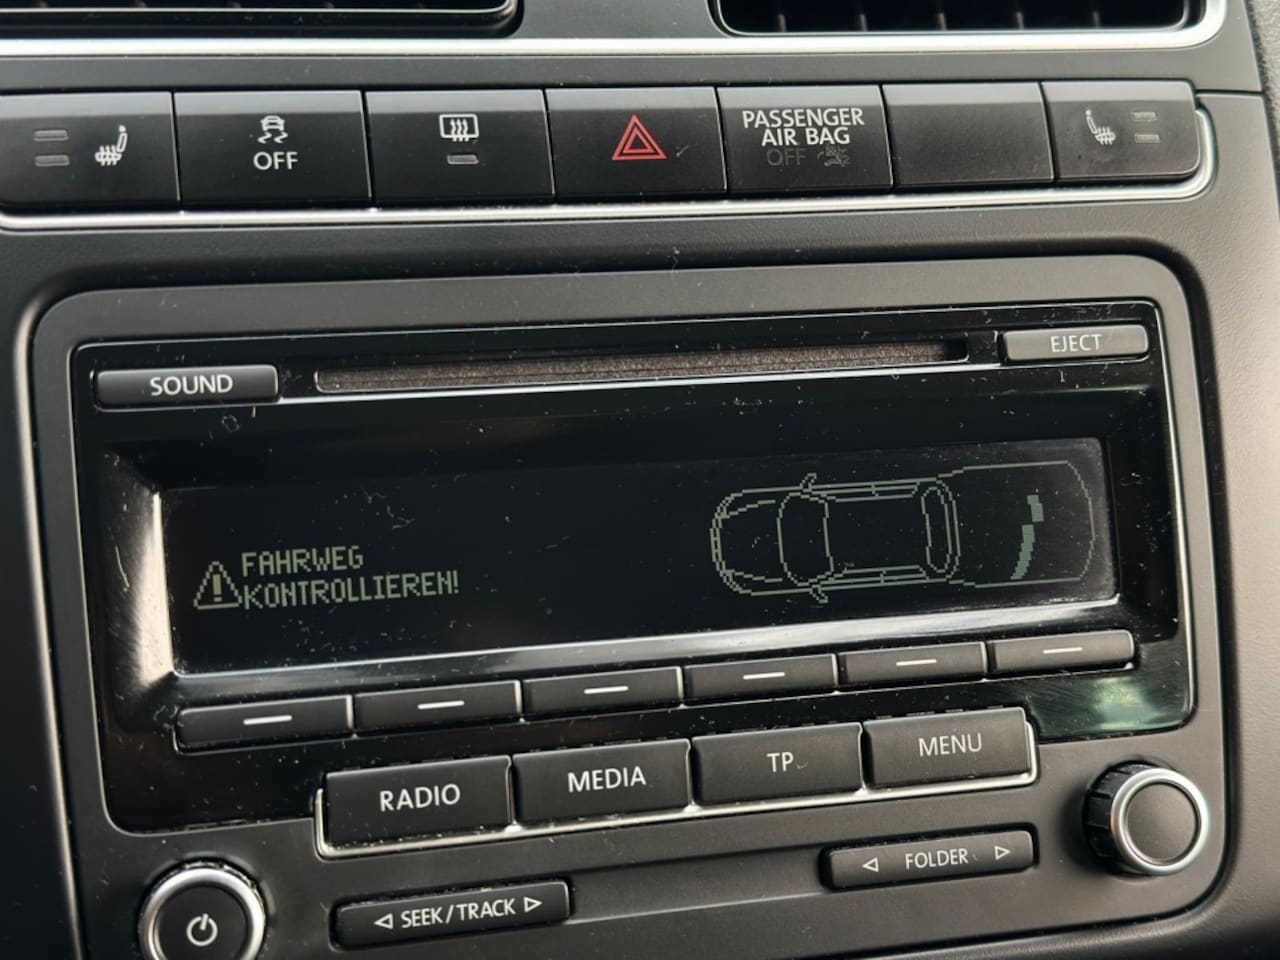 OFF
PASSENGER
AIR BAG
OFF
SOUND
EJECT
FAHRWEG
KONTROLLIEREN!
RADIO
MEDIA
TP
MENU
SEEK/TRACK
FOLDER